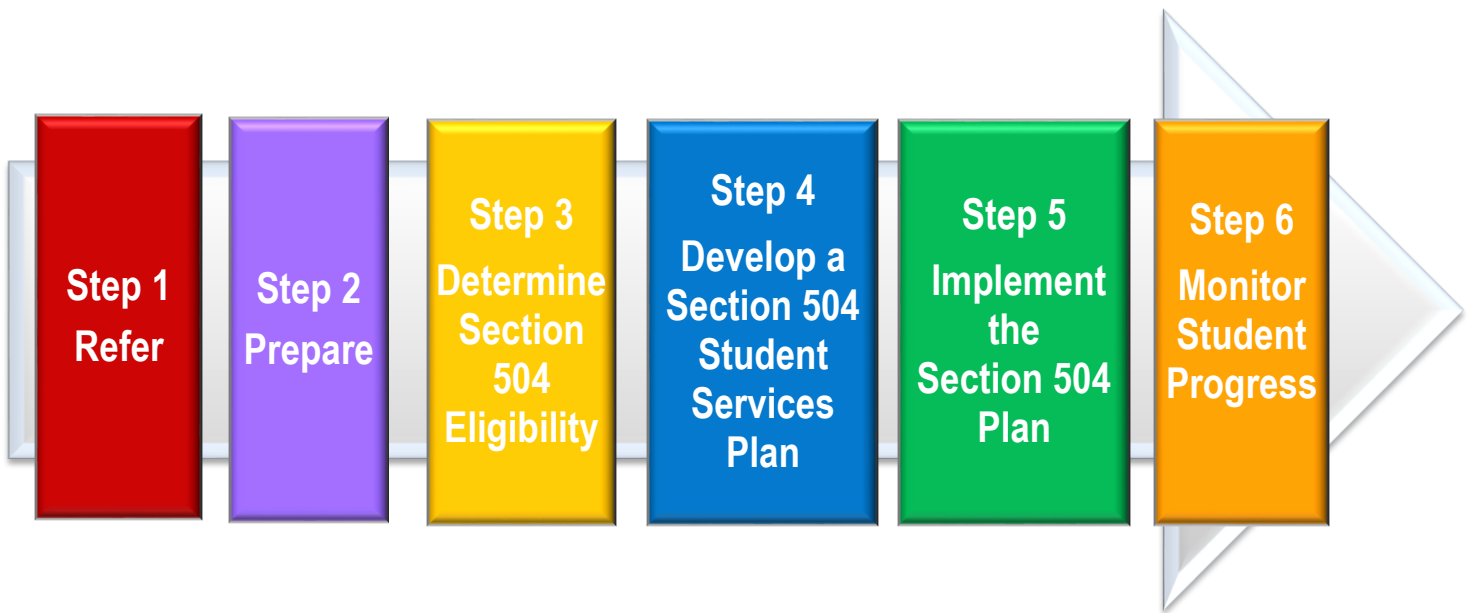 Step 1
Refer
Step 2
Prepare
Step 3
Determine
Section
504
Eligibility
Step 4
Develop a
Section 504
Student
Services
Plan
Step 5
Implement
the
Section 504
Plan
Step 6
Monitor
Student
Progress